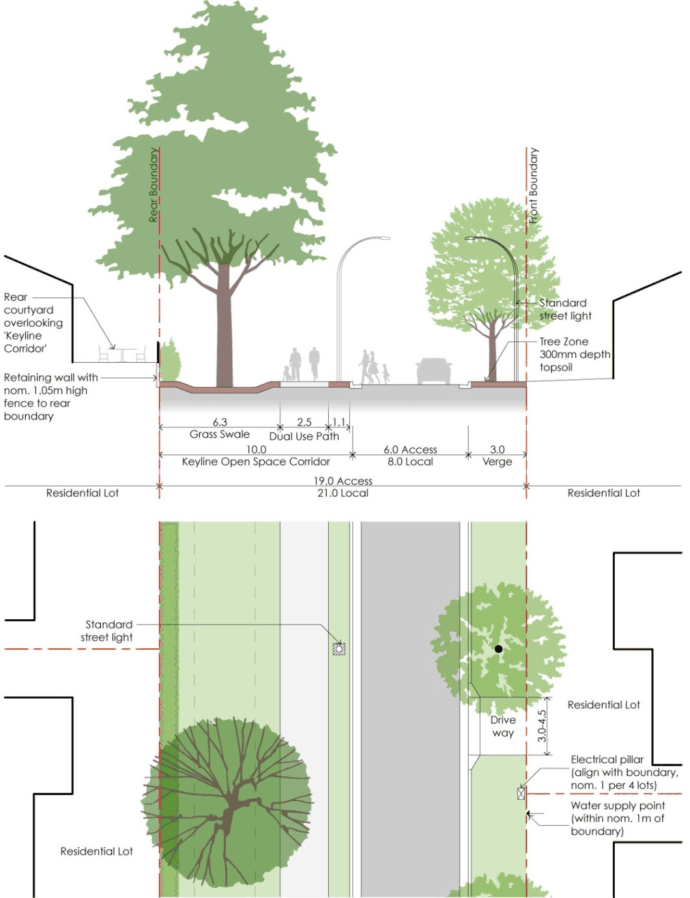 Rear Boundary
Front Boundary
Rear
courtyard
overlooking
'Keyline
Corridor'
Standard
street light
Tree Zone
300mm depth
topsoil
Retaining wall with
nom. 1.05m high
fence to rear
boundary
6.3
2.5
1.1
Grass Swale
Dual Use Path
10.0
6.0 Access
3.0
Keyline Open Space Corridor
8.0 Local
Verge
19.0 Access
Residential Lot
21.0 Local
Residential Lot
Standard
street light
Residential Lot
Drive
way
3.0-4.5
Electrical pillar
(align with boundary,
nom. 1 per 4 lots)
Water supply point
(within nom. 1m of
boundary)
Residential Lot